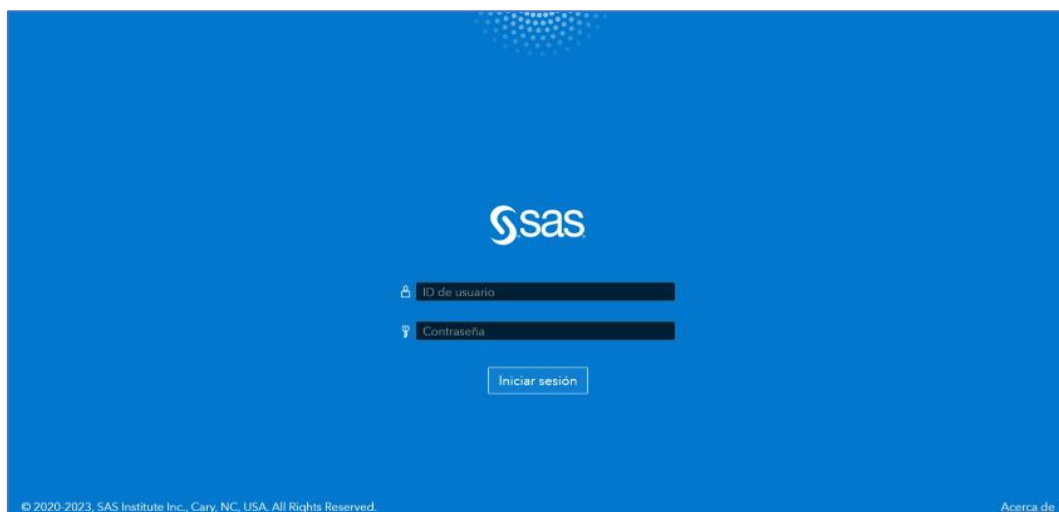 sas
ID de usuario
Contraseña
Iniciar sesión
© 2020-2023, SAS Institute Inc., Cary, NC, USA. All Rights Reserved.
Acerca de